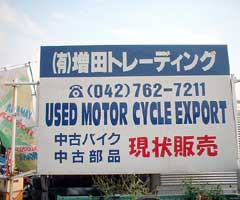 (有)増田トレーディング
☎(042)762-7211
USED MOTOR CYCLE EXPORT
中古バイク
中古部品
現状販売